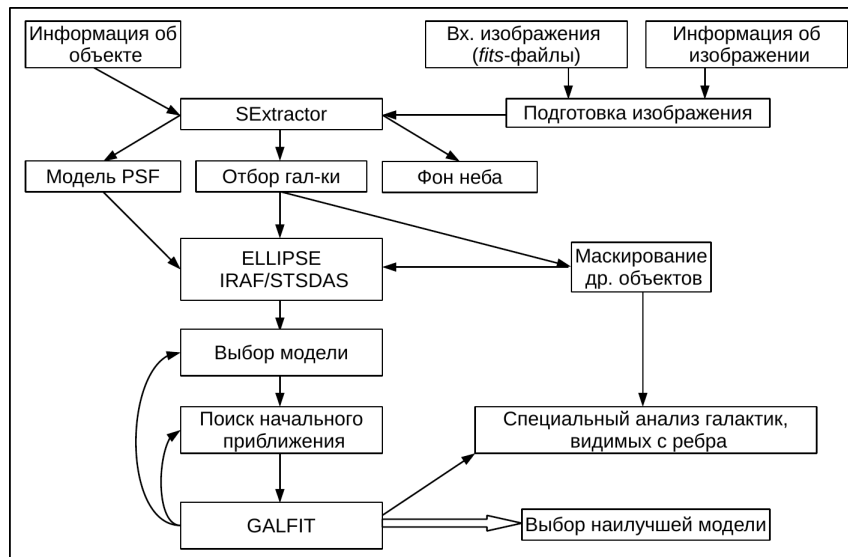 Информация об
объекте
Вх. изображения
(fits-файлы)
Информация об
изображении
SExtractor
Подготовка изображения
Модель PSF
Отбор гал-ки
Фон неба
ELLIPSE
IRAF/STSDAS
Маскирование
др. объектов
Выбор модели
Поиск начального
приближения
Специальный анализ галактик,
видимых с ребра
GALFIT
Выбор наилучшей модели